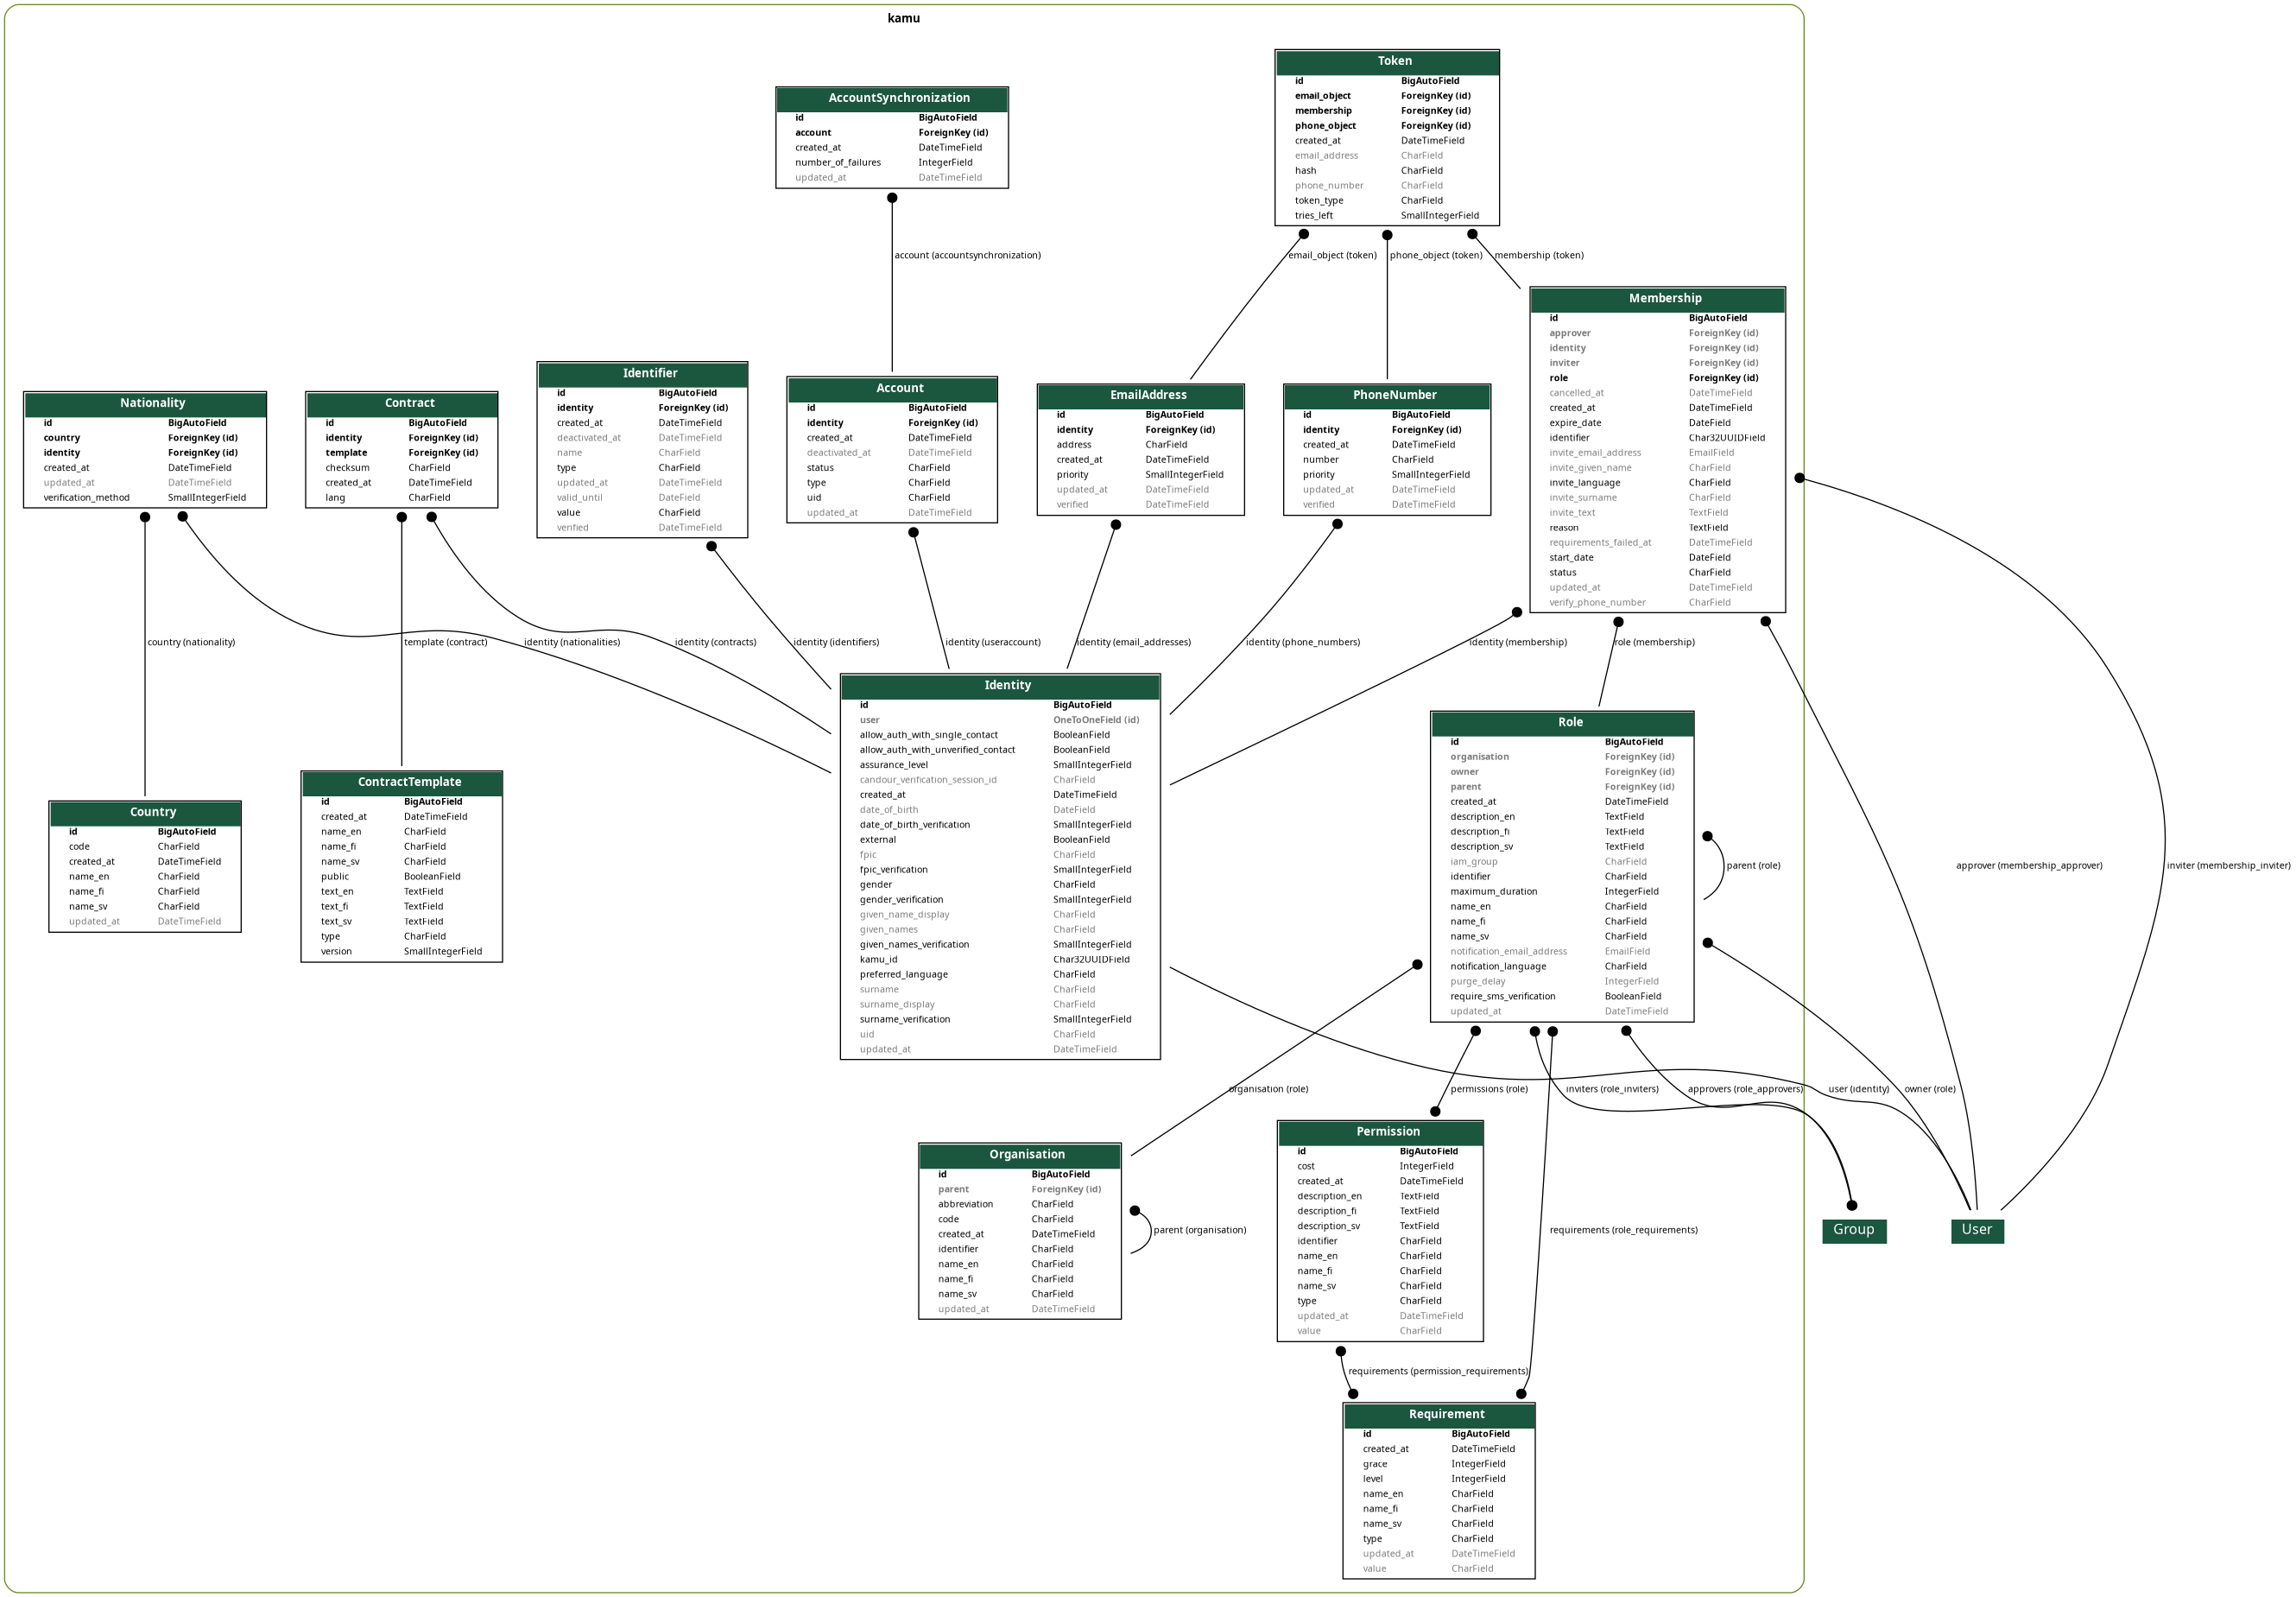 kamu
Token
id BigAutoField
email_object ForeignKey (id)
membership ForeignKey (id)
phone_object ForeignKey (id)
created_at DateTimeField
email_address CharField
hash CharField
phone_number CharField
token_type CharField
tries_left SmallIntegerField
AccountSynchronization
id BigAutoField
account ForeignKey (id)
created_at DateTimeField
number_of_failures IntegerField
updated_at DateTimeField
account (accountsynchronization)
email_object (token)
phone_object (token)
membership (token)
Membership
id BigAutoField
approver ForeignKey (id)
identity ForeignKey (id)
inviter ForeignKey (id)
role ForeignKey (id)
cancelled_at DateTimeField
created_at DateTimeField
expire_date DateField
identifier Char32UUIDField
invite_email_address EmailField
invite_given_name CharField
invite_language CharField
invite_surname CharField
invite_text TextField
reason TextField
requirements_failed_at DateTimeField
start_date DateField
status CharField
updated_at DateTimeField
verify_phone_number CharField
Nationality
id BigAutoField
country ForeignKey (id)
identity ForeignKey (id)
created_at DateTimeField
updated_at DateTimeField
verification_method SmallIntegerField
Contract
id BigAutoField
identity ForeignKey (id)
template ForeignKey (id)
checksum CharField
created_at DateTimeField
lang CharField
Identifier
id BigAutoField
identity ForeignKey (id)
created_at DateTimeField
deactivated_at DateTimeField
name CharField
type CharField
updated_at DateTimeField
valid_until DateField
value CharField
verified DateTimeField
Account
id BigAutoField
identity ForeignKey (id)
created_at DateTimeField
deactivated_at DateTimeField
status CharField
type CharField
uid CharField
updated_at DateTimeField
EmailAddress
id BigAutoField
identity ForeignKey (id)
address CharField
created_at DateTimeField
priority SmallIntegerField
updated_at DateTimeField
verified DateTimeField
PhoneNumber
id BigAutoField
identity ForeignKey (id)
created_at DateTimeField
number CharField
priority SmallIntegerField
updated_at DateTimeField
verified DateTimeField
country (nationality)
template (contract)
identity (nationalities)
identity (contracts)
identity (identifiers)
identity (useraccount)
identity (email_addresses)
identity (phone_numbers)
identity (membership)
role (membership)
Country
id BigAutoField
code CharField
created_at DateTimeField
name_en CharField
name_fi CharField
name_sv CharField
updated_at DateTimeField
ContractTemplate
id BigAutoField
created_at DateTimeField
name_en CharField
name_fi CharField
name_sv CharField
public BooleanField
text_en TextField
text_fi TextField
text_sv TextField
type CharField
version SmallIntegerField
Identity
id BigAutoField
user OneToOneField (id)
allow_auth_with_single_contact BooleanField
allow_auth_with_unverified_contact BooleanField
assurance_level SmallIntegerField
candour_verification_session_id CharField
created_at DateTimeField
date_of_birth DateField
date_of_birth_verification SmallIntegerField
external BooleanField
fpic CharField
fpic_verification SmallIntegerField
gender CharField
gender_verification SmallIntegerField
given_name_display CharField
given_names CharField
given_names_verification SmallIntegerField
kamu_id Char32UUIDField
preferred_language CharField
surname CharField
surname_display CharField
surname_verification SmallIntegerField
uid CharField
updated_at DateTimeField
Role
id BigAutoField
organisation ForeignKey (id)
owner ForeignKey (id)
parent ForeignKey (id)
created_at DateTimeField
description_en TextField
description_fi TextField
description_sv TextField
iam_group CharField
identifier CharField
maximum_duration IntegerField
name_en CharField
name_fi CharField
name_sv CharField
notification_email_address EmailField
notification_language CharField
purge_delay IntegerField
require_sms_verification BooleanField
updated_at DateTimeField
parent (role)
approver (membership_approver)
inviter (membership_inviter)
organisation (role)
permissions (role)
inviters (role_inviters)
approvers (role_approvers)
user (identity)
owner (role)
Organisation
id BigAutoField
parent ForeignKey (id)
abbreviation CharField
code CharField
created_at DateTimeField
identifier CharField
name_en CharField
name_fi CharField
name_sv CharField
updated_at DateTimeField
parent (organisation)
Permission
id BigAutoField
cost IntegerField
created_at DateTimeField
description_en TextField
description_fi TextField
description_sv TextField
identifier CharField
name_en CharField
name_fi CharField
name_sv CharField
type CharField
updated_at DateTimeField
value CharField
requirements (role_requirements)
Group
User
requirements (permission_requirements)
Requirement
id BigAutoField
created_at DateTimeField
grace IntegerField
level IntegerField
name_en CharField
name_fi CharField
name_sv CharField
type CharField
updated_at DateTimeField
value CharField